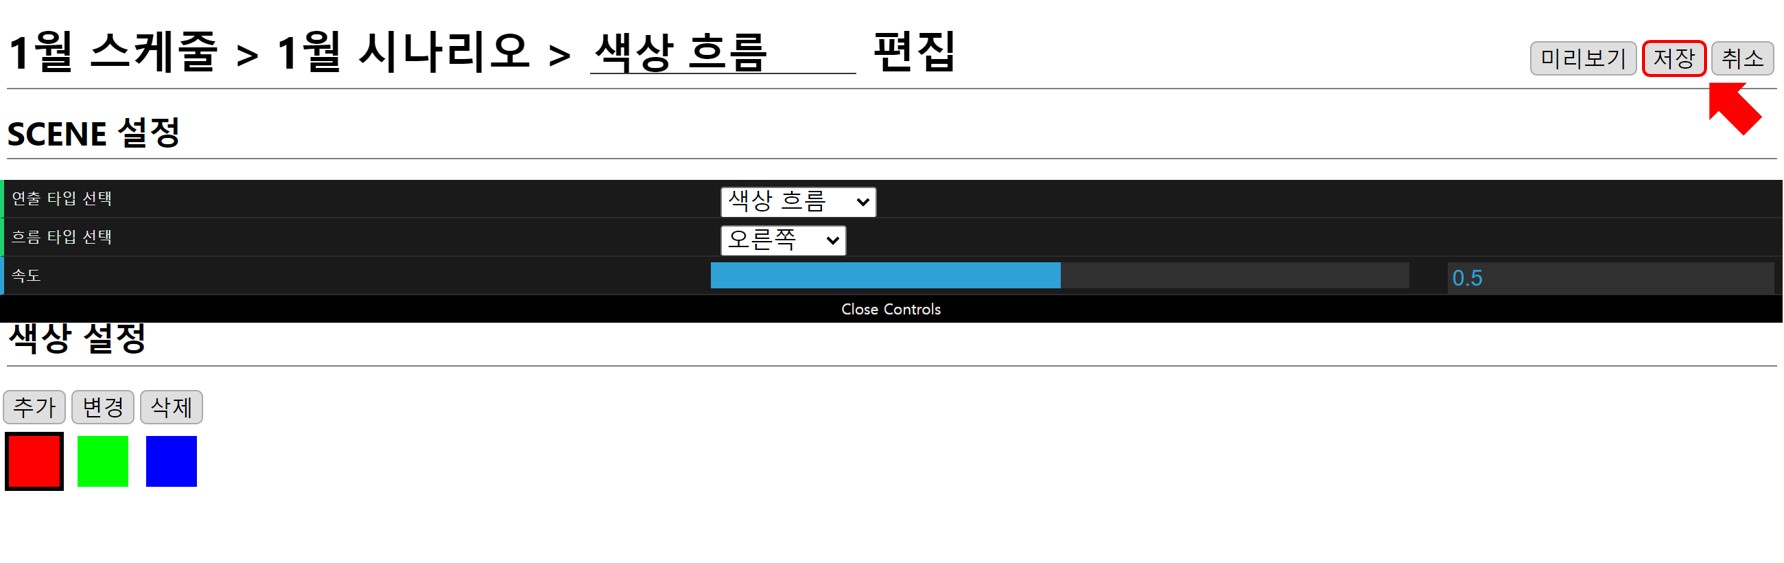 1월 스케줄 > 1월 시나리오 > 색상 흐름 편집
미리보기 저장 취소
SCENE 설정
연출 타입 선택 색상 흐름
흐름 타입 선택 오른쪽
속도 0.5
Close Controls
색상 설정
추가 변경 삭제